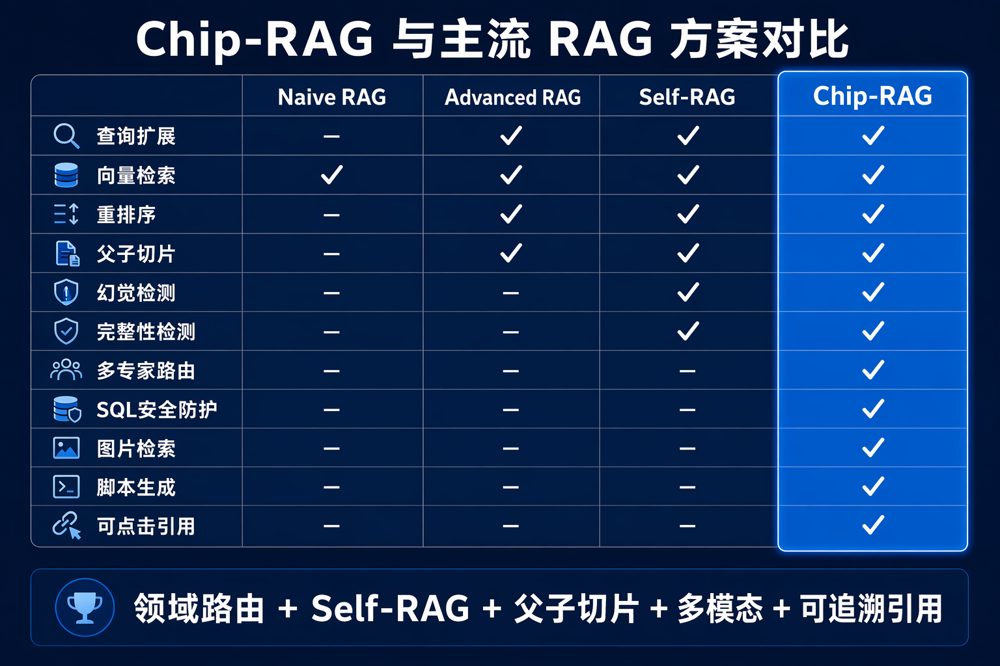 Chip-RAG 与主流 RAG 方案对比
Naive RAG Advanced RAG Self-RAG Chip-RAG
查询扩展 – ✓ ✓ ✓
向量检索 ✓ ✓ ✓ ✓
重排序 – ✓ ✓ ✓
父子切片 – ✓ ✓ ✓
幻觉检测 – – ✓ ✓
完整性检测 – – ✓ ✓
多专家路由 – – – ✓
SQL安全防护 – – – ✓
图片检索 – – – ✓
脚本生成 – – – ✓
可点击引用 – – – ✓
领域路由 + Self-RAG + 父子切片 + 多模态 + 可追溯引用